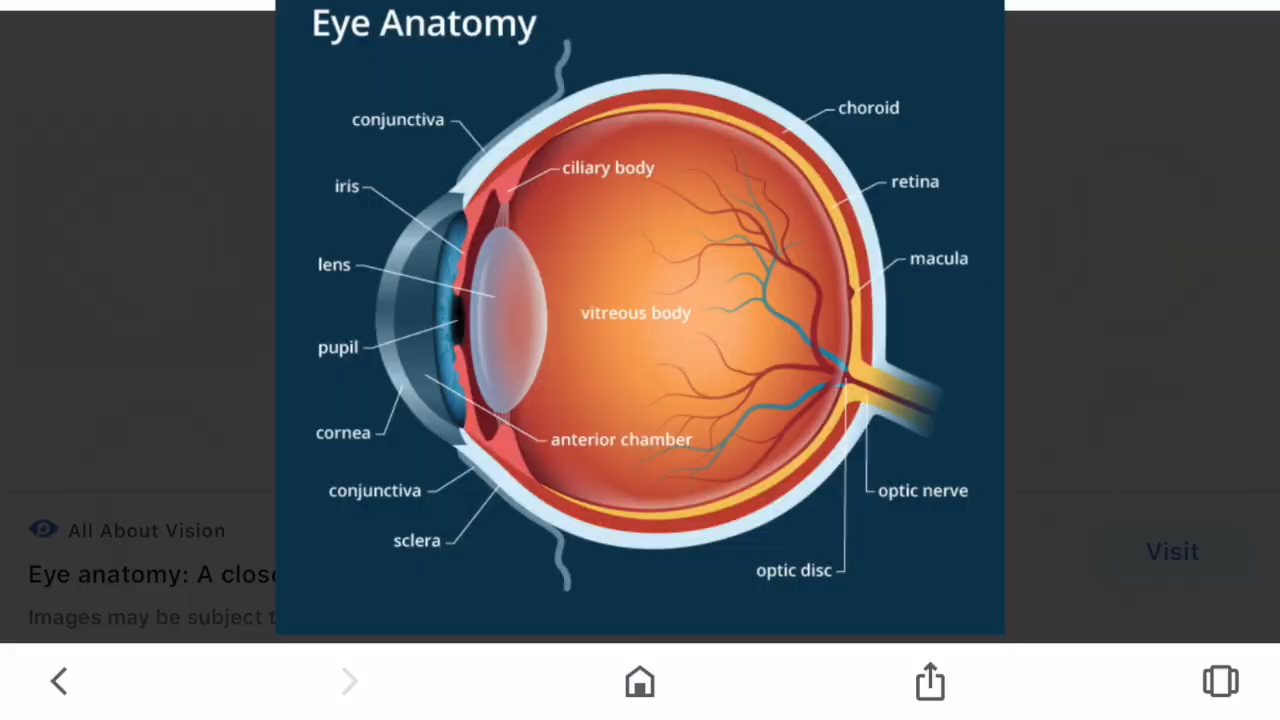 Eye Anatomy
conjunctiva
choroid
ciliary body
iris
retina
lens
macula
vitreous body
pupil
cornea
anterior chamber
conjunctiva
optic nerve
sclera
optic disc
All About Vision
Eye anatomy: A clos
Images may be subject t
Visit